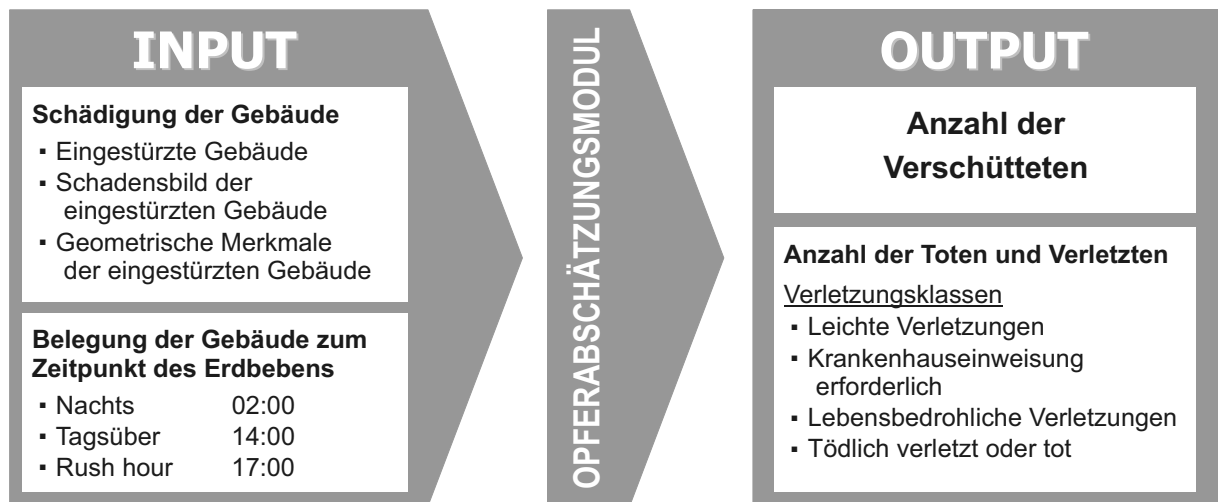 INPUT
Schädigung der Gebäude
▪ Eingestürzte Gebäude
▪ Schadensbild der
eingestürzten Gebäude
▪ Geometrische Merkmale
der eingestürzten Gebäude
Belegung der Gebäude zum
Zeitpunkt des Erdbebens
▪ Nachts 02:00
▪ Tagsüber 14:00
▪ Rush hour 17:00
OPFERABSCHÄTZUNGSMODUL
OUTPUT
Anzahl der
Verschütteten
Anzahl der Toten und Verletzten
Verletzungsklassen
▪ Leichte Verletzungen
▪ Krankenhauseinweisung
erforderlich
▪ Lebensbedrohliche Verletzungen
▪ Tödlich verletzt oder tot